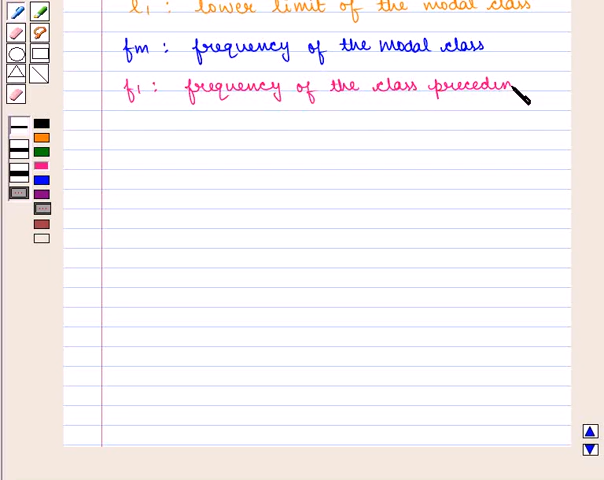 l1 : lower limit of the modal class
fm : frequency of the modal class
f1 : frequency of the class precedin